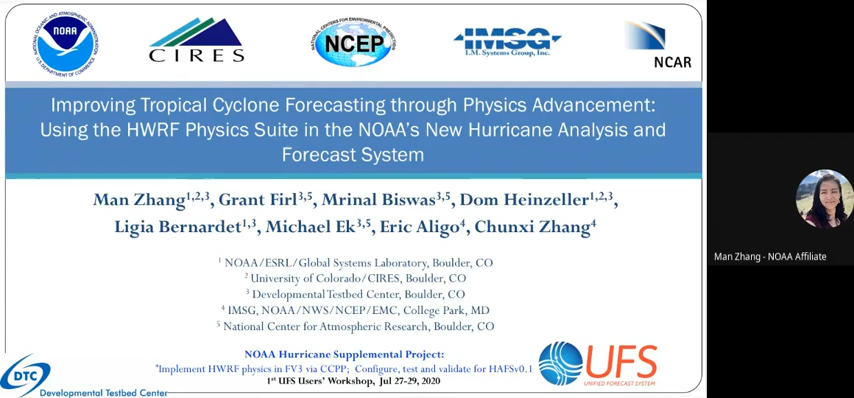 NOAA
CIRES
NCEP
IMSG
I.M. Systems Group, Inc.
NCAR
Improving Tropical Cyclone Forecasting through Physics Advancement:
Using the HWRF Physics Suite in the NOAA's New Hurricane Analysis and
Forecast System
Man Zhang1,2,3, Grant Firl3,5, Mrinal Biswas3,5, Dom Heinzeller1,2,3,
Ligia Bernardet1,3, Michael Ek3,5, Eric Aligo4, Chunxi Zhang4
1 NOAA/ESRL/Global Systems Laboratory, Boulder, CO
2 University of Colorado/CIRES, Boulder, CO
3 Developmental Testbed Center, Boulder, CO
4 IMSG, NOAA/NWS/NCEP/EMC, College Park, MD
5 National Center for Atmospheric Research, Boulder, CO
NOAA Hurricane Supplemental Project:
"Implement HWRF physics in FV3 via CCPP; Configure, test and validate for HAFSv0.1
1st UFS Users' Workshop, Jul 27-29, 2020
DTC
Developmental Testbed Center
UFS
UNIFIED FORECAST SYSTEM
Man Zhang - NOAA Affiliate